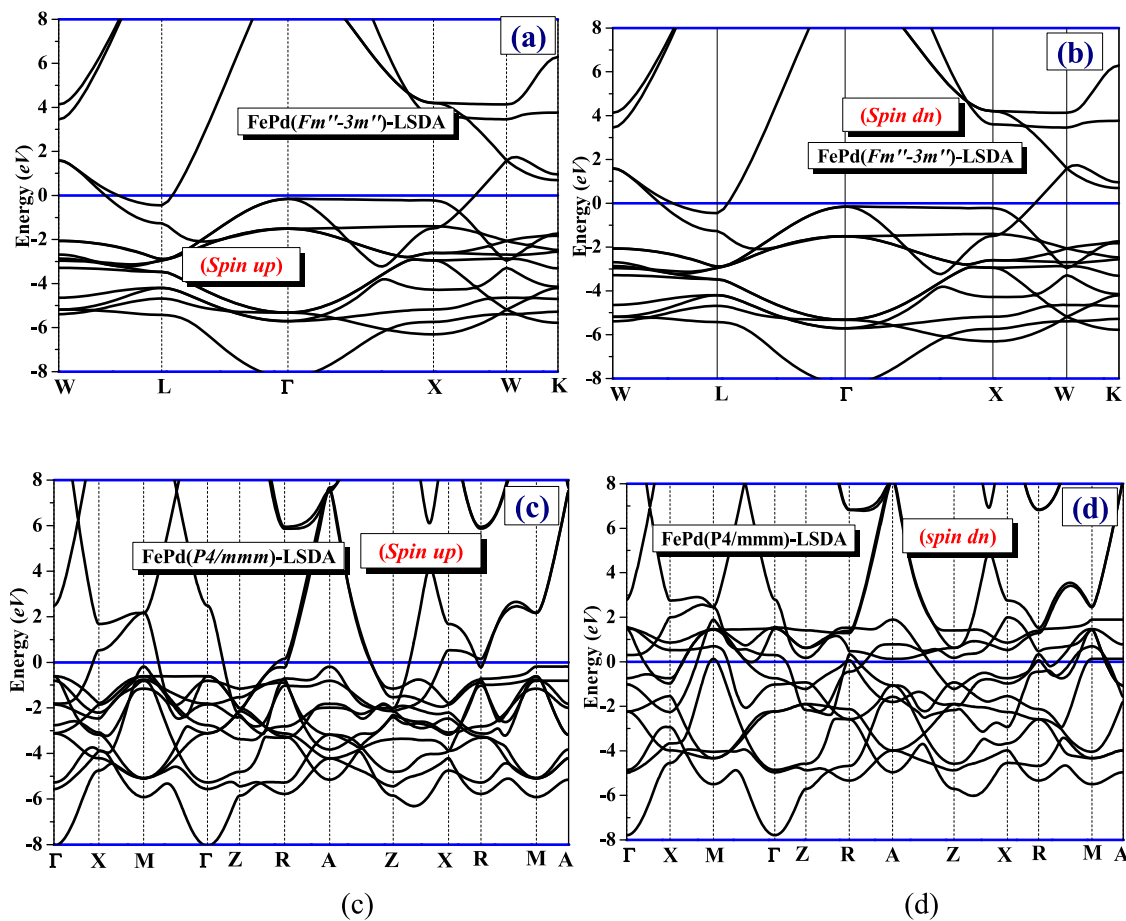 (a)
FePd(Fm"-3m")-LSDA
(Spin up)
Energy (eV)
8
6
4
2
0
-2
-4
-6
-8
W L Γ X W K
(b)
(Spin dn)
FePd(Fm"-3m")-LSDA
Energy (eV)
8
6
4
2
0
-2
-4
-6
-8
W L Γ X W K
(c)
FePd(P4/mmm)-LSDA
(Spin up)
Energy (eV)
8
6
4
2
0
-2
-4
-6
-8
Γ X M Γ Z R A Z X R M A
(c)
(d)
FePd(P4/mmm)-LSDA
(spin dn)
Energy (eV)
8
6
4
2
0
-2
-4
-6
-8
Γ X M Γ Z R A Z X R M A
(d)